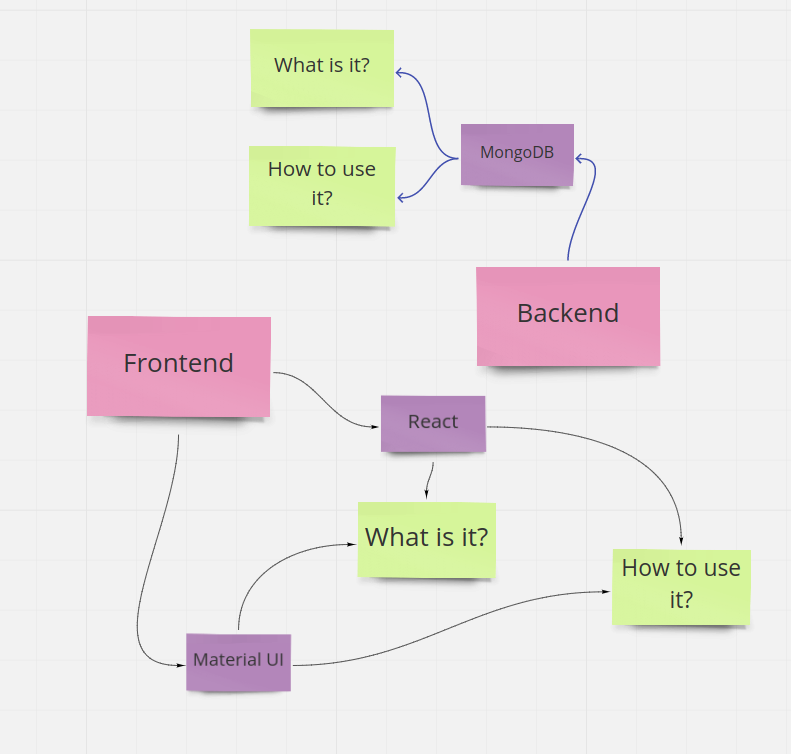 What is it?
MongoDB
How to use
it?
Backend
Frontend
React
What is it?
How to use
it?
Material UI